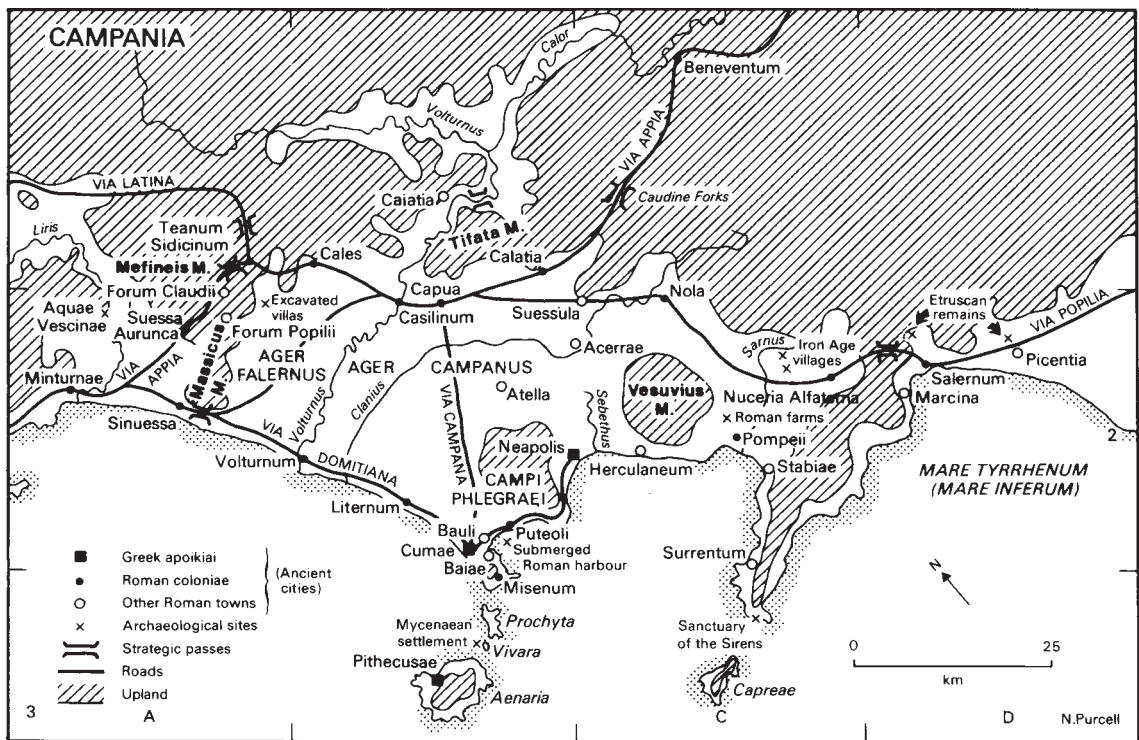 CAMPANIA
Calor
Beneventum
Volturnus
VIA APPIA
VIA LATINA
Caiatia
Caudine Forks
Liris
Teanum
Sidicinum
Tifata M.
Mefineis M.
Cales
Calatia
Forum Claudii
Excavated
villas
Capua
Casilinum
Suessula
Nola
Etruscan
remains
VIA POPILIA
Aquae
Vescinae
Suessa
Aurunca
Forum Popilii
AGER
FALERNUS
Massicus M.
AGER
CAMPANUS
Acerrae
Sarnus
Iron Age
villages
Picentia
Minturnae
VIA
APPIA
Volturnus
Clanius
VIA CAMPANA
Atella
Sebethus
Vesuvius
M.
Nuceria Alfaterna
Salernum
Marcina
Roman farms
Pompeii
Sinuessa
VIA
DOMITIANA
Volturnum
Neapolis
Herculaneum
Stabiae
2
MARE TYRRHENUM
(MARE INFERUM)
CAMPI
PHLEGRAEI
Liternum
Bauli
Puteoli
Cumae
Submerged
Roman harbour
Baiae
Misenum
Surrentum
N
Greek apoikiai
Roman coloniae
Other Roman towns
(Ancient
cities)
Archaeological sites
Strategic passes
Roads
Upland
Prochyta
Mycenaean
settlement
Vivara
Pithecusae
Aenaria
Sanctuary
of the Sirens
Capreae
0 25
km
3 A C D N.Purcell